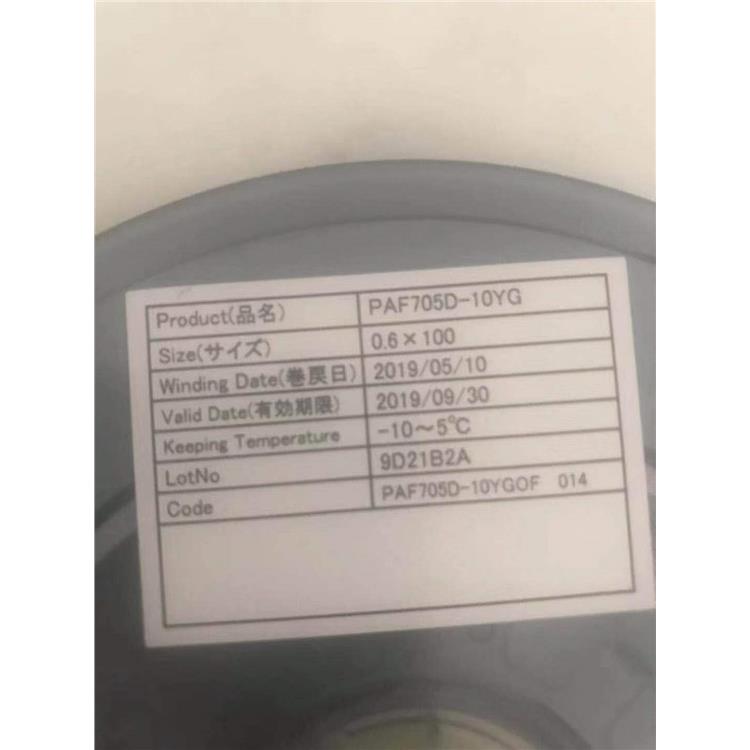 Product(品名) PAF705D-10YG
Size(サイズ) 0.6×100
Winding Date(巻戻日) 2019/05/10
Valid Date(有効期限) 2019/09/30
Keeping Temperature -10～5℃
LotNo 9D21B2A
Code PAF705D-10YGOF 014